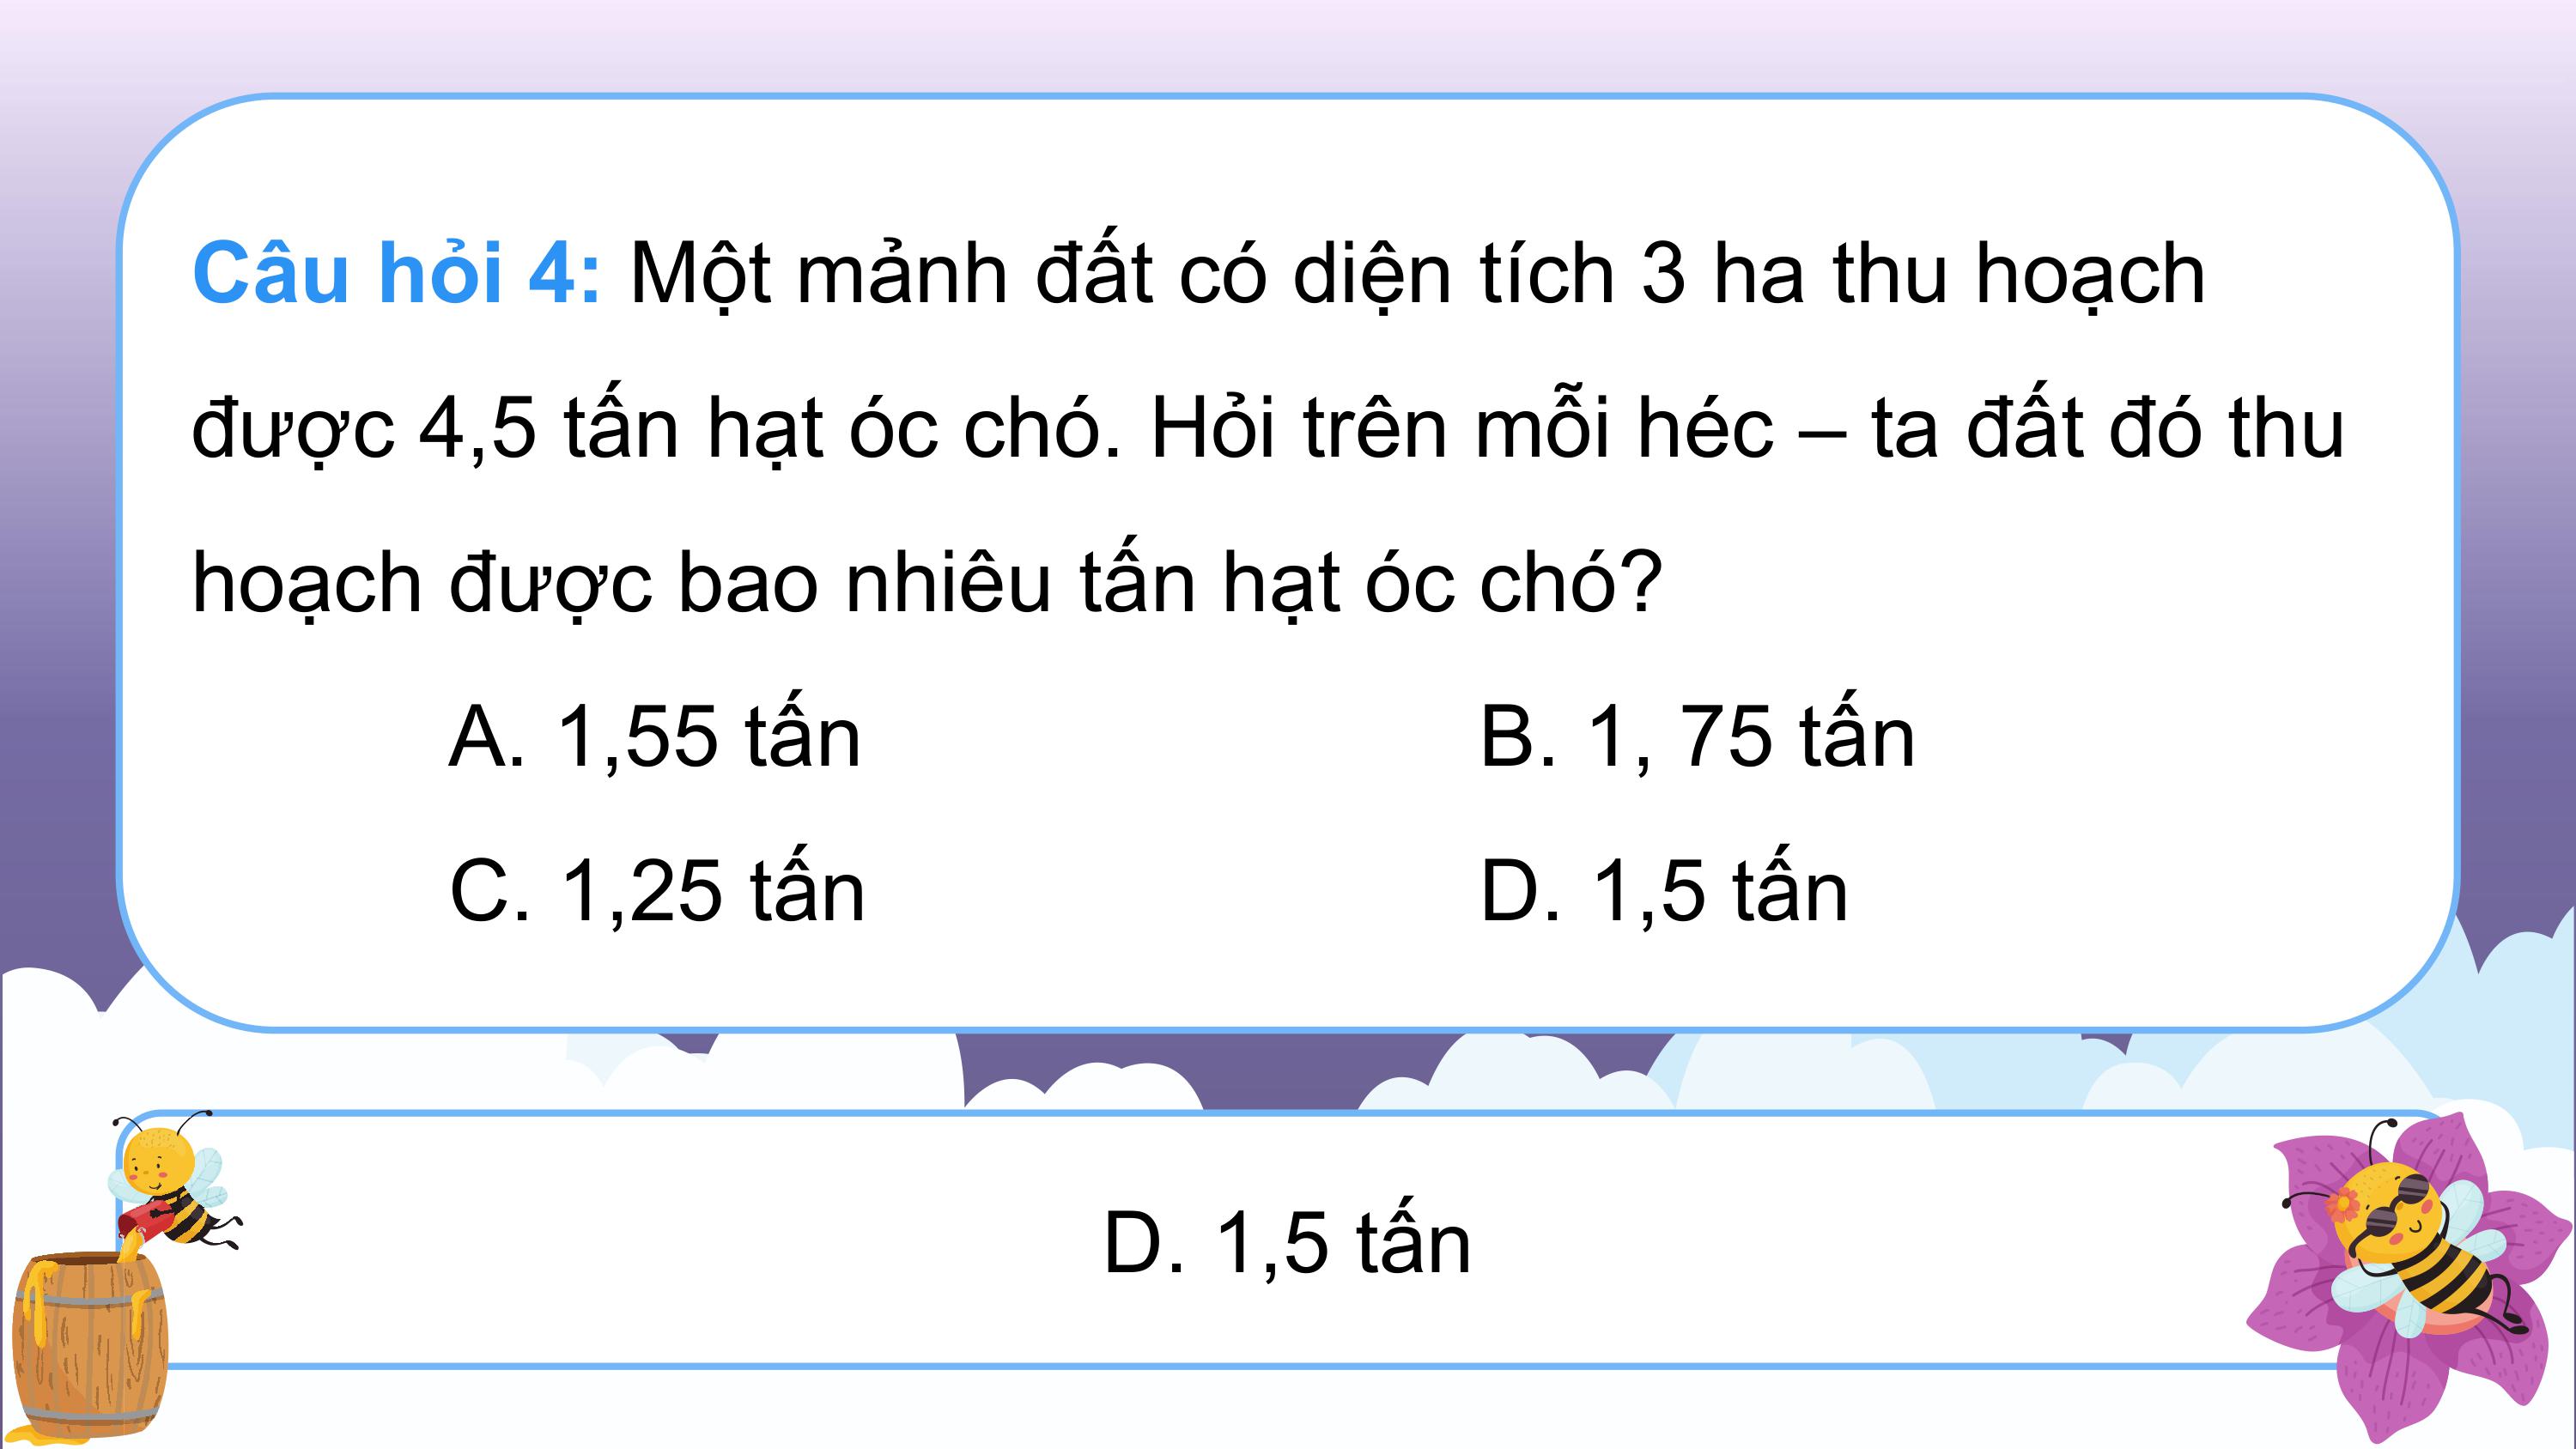 Câu hỏi 4: Một mảnh đất có diện tích 3 ha thu hoạch
được 4,5 tấn hạt óc chó. Hỏi trên mỗi héc – ta đất đó thu
hoạch được bao nhiêu tấn hạt óc chó?
A. 1,55 tấn B. 1, 75 tấn
C. 1,25 tấn D. 1,5 tấn
D. 1,5 tấn